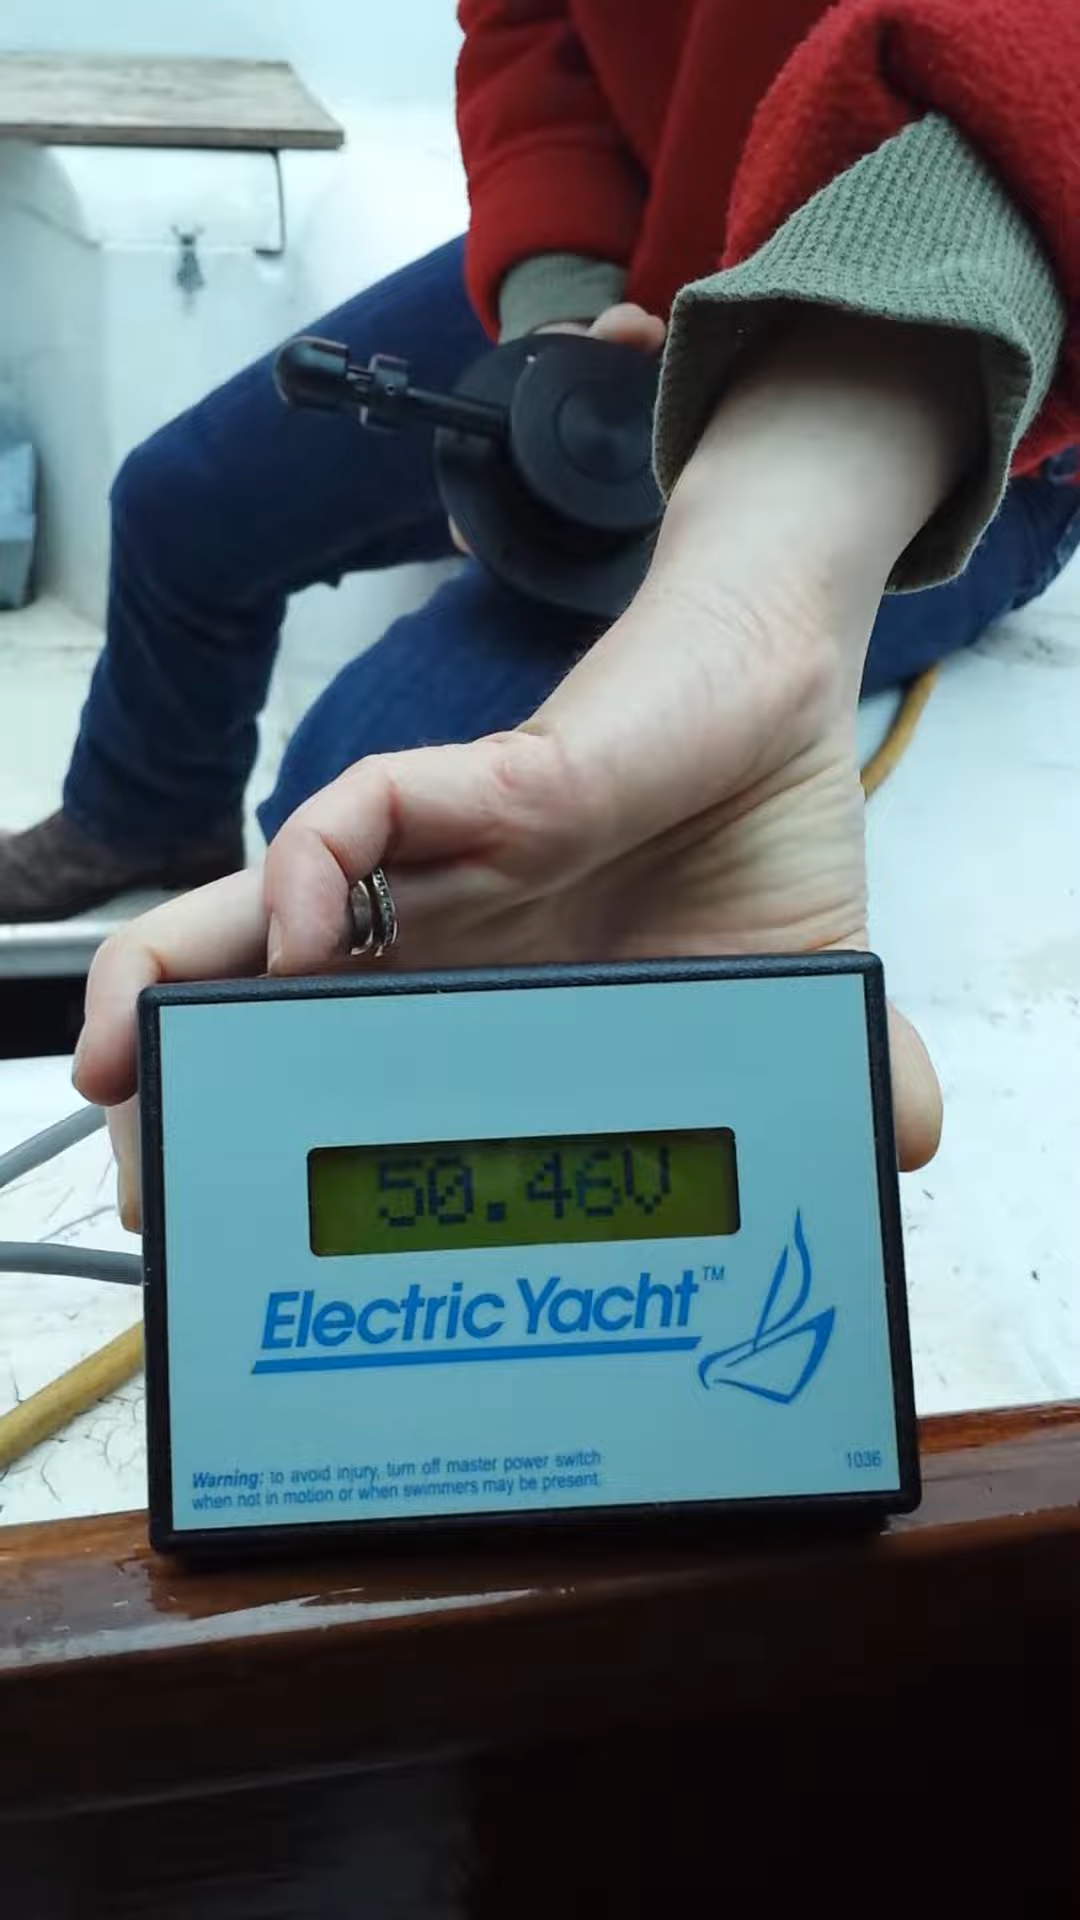 50.46V
Electric Yacht™
Warning: to avoid injury, turn off master power switch
when not in motion or when swimmers may be present.
1036